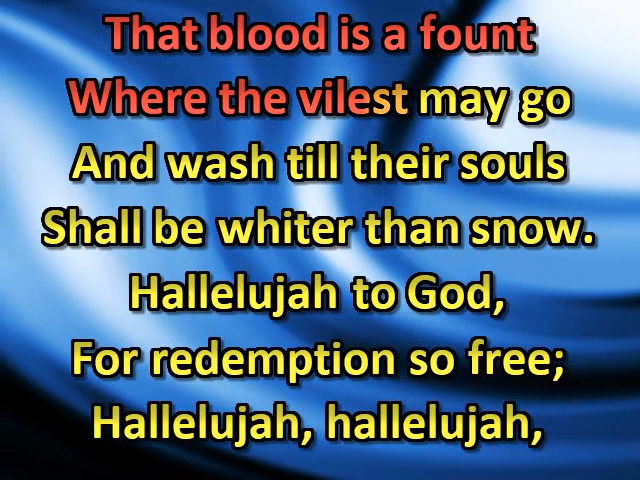 That blood is a fount
Where the vilest may go
And wash till their souls
Shall be whiter than snow.
Hallelujah to God,
For redemption so free;
Hallelujah, hallelujah,